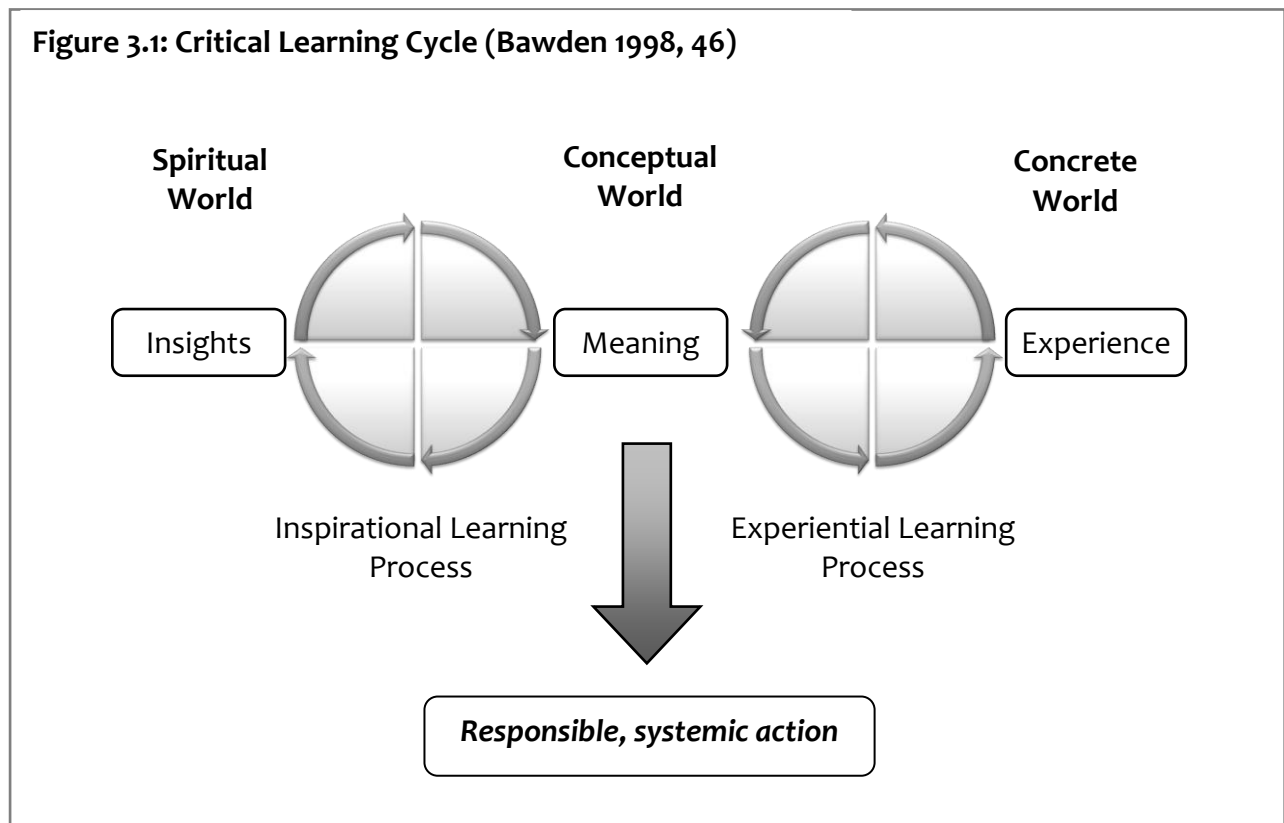 Figure 3.1: Critical Learning Cycle (Bawden 1998, 46)
Spiritual
World
Conceptual
World
Concrete
World
Insights
Meaning
Experience
Inspirational Learning
Process
Experiential Learning
Process
Responsible, systemic action